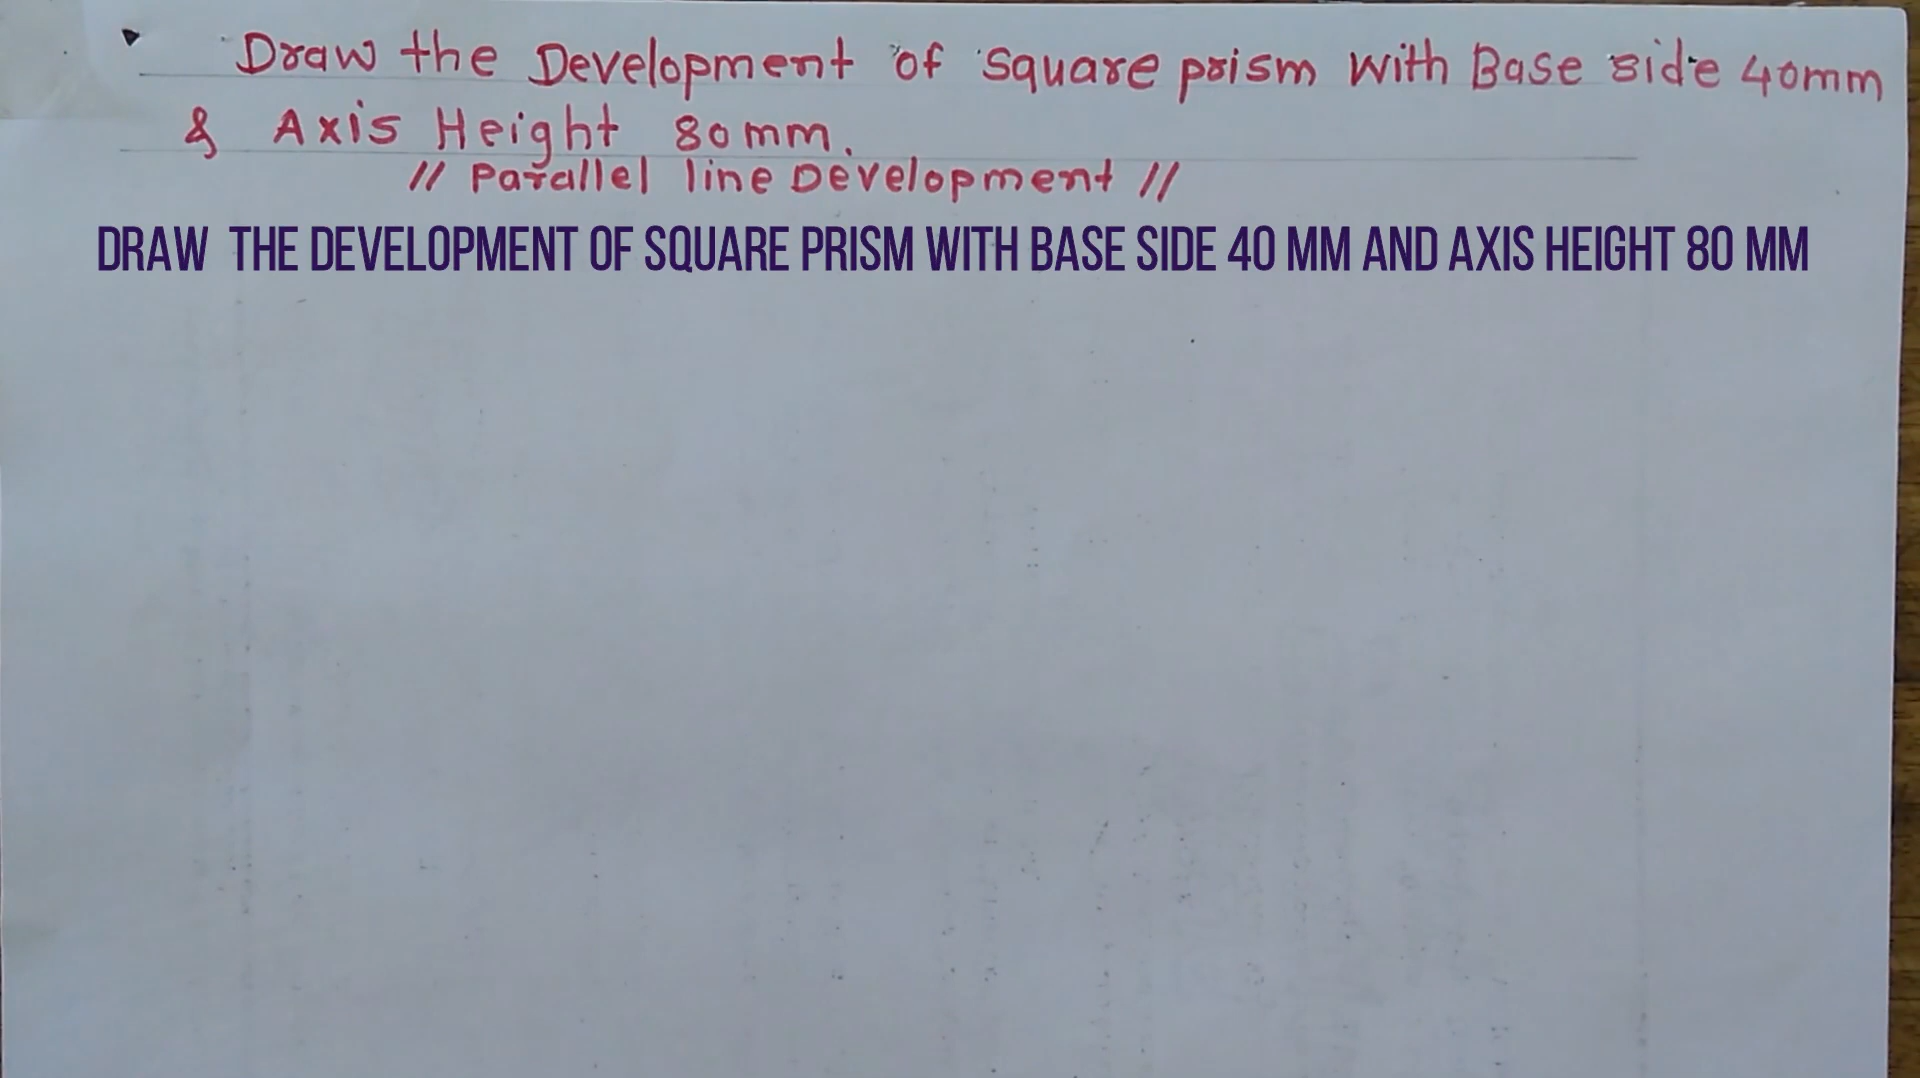 Draw the Development of square prism with Base side 40mm
& Axis Height 80mm.
// Parallel line Development //
DRAW THE DEVELOPMENT OF SQUARE PRISM WITH BASE SIDE 40 MM AND AXIS HEIGHT 80 MM